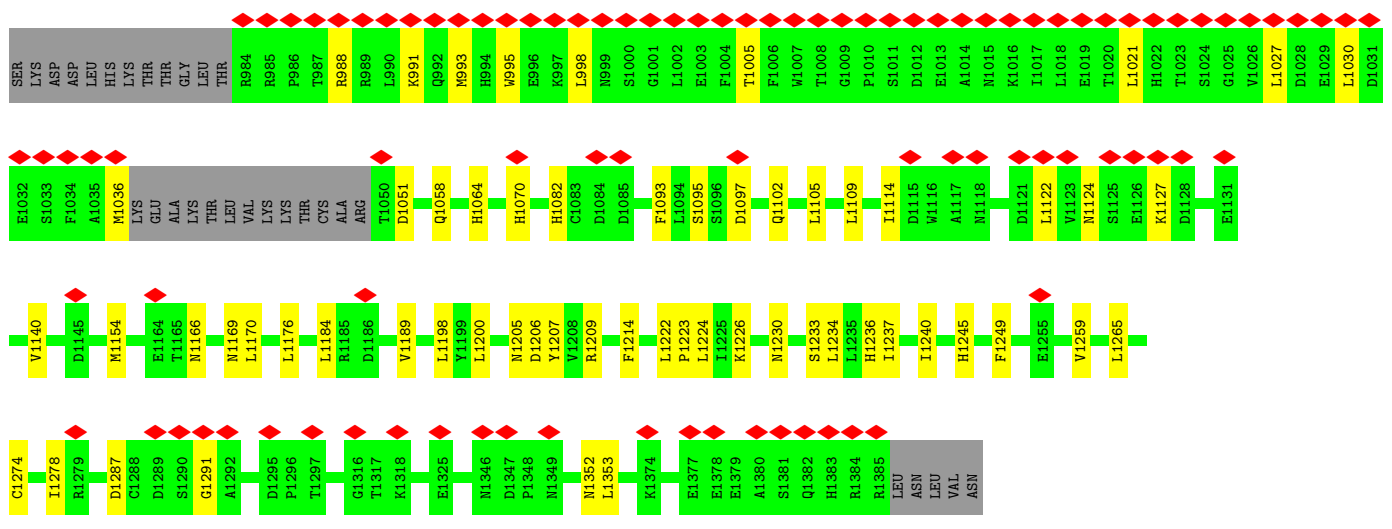 SER LYS ASP ASP LEU HIS LYS THR THR GLY LEU THR R984 R985 P986 T987 R988 R989 L990 K991 Q992 M993 H994 W995 E996 K997 L998 N999 S1000 G1001 L1002 E1003 F1004 T1005 F1006 W1007 T1008 G1009 P1010 S1011 D1012 E1013 A1014 N1015 K1016 I1017 L1018 E1019 T1020 L1021 H1022 T1023 S1024 G1025 V1026 L1027 D1028 E1029 L1030 D1031
E1032 S1033 F1034 A1035 M1036 LYS GLU ALA LYS THR LEU VAL LYS LYS THR CYS ALA ARG T1050 D1051 Q1058 H1064 H1070 H1082 C1083 D1084 D1085 F1093 L1094 S1095 S1096 D1097 Q1102 L1105 L1109 I1114 D1115 W1116 A1117 N1118 D1121 L1122 V1123 N1124 S1125 E1126 K1127 D1128 E1131
V1140 D1145 M1154 E1164 T1165 N1166 N1169 L1170 L1176 L1184 R1185 D1186 V1189 L1198 Y1199 L1200 N1205 D1206 Y1207 V1208 R1209 F1214 L1222 P1223 L1224 I1225 K1226 N1230 S1233 L1234 L1235 H1236 I1237 I1240 H1245 F1249 E1255 V1259 L1265
C1274 I1278 R1279 D1287 C1288 D1289 S1290 G1291 A1292 D1295 P1296 T1297 G1316 T1317 K1318 E1325 N1346 D1347 P1348 N1349 N1352 L1353 K1374 E1377 E1378 E1379 A1380 S1381 Q1382 H1383 R1384 R1385 LEU ASN LEU VAL ASN